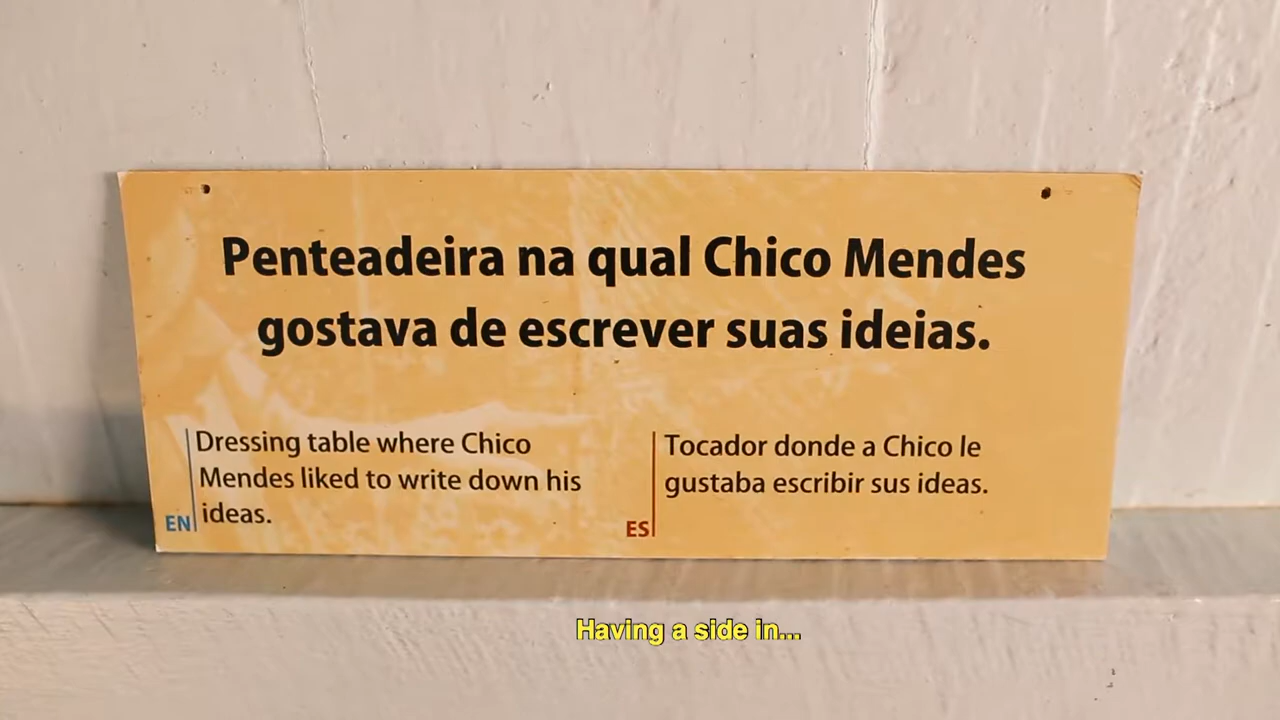 Penteadeira na qual Chico Mendes
gostava de escrever suas ideias.
Dressing table where Chico
Mendes liked to write down his
ideas.
EN
Tocador donde a Chico le
gustaba escribir sus ideas.
ES
Having a side in...